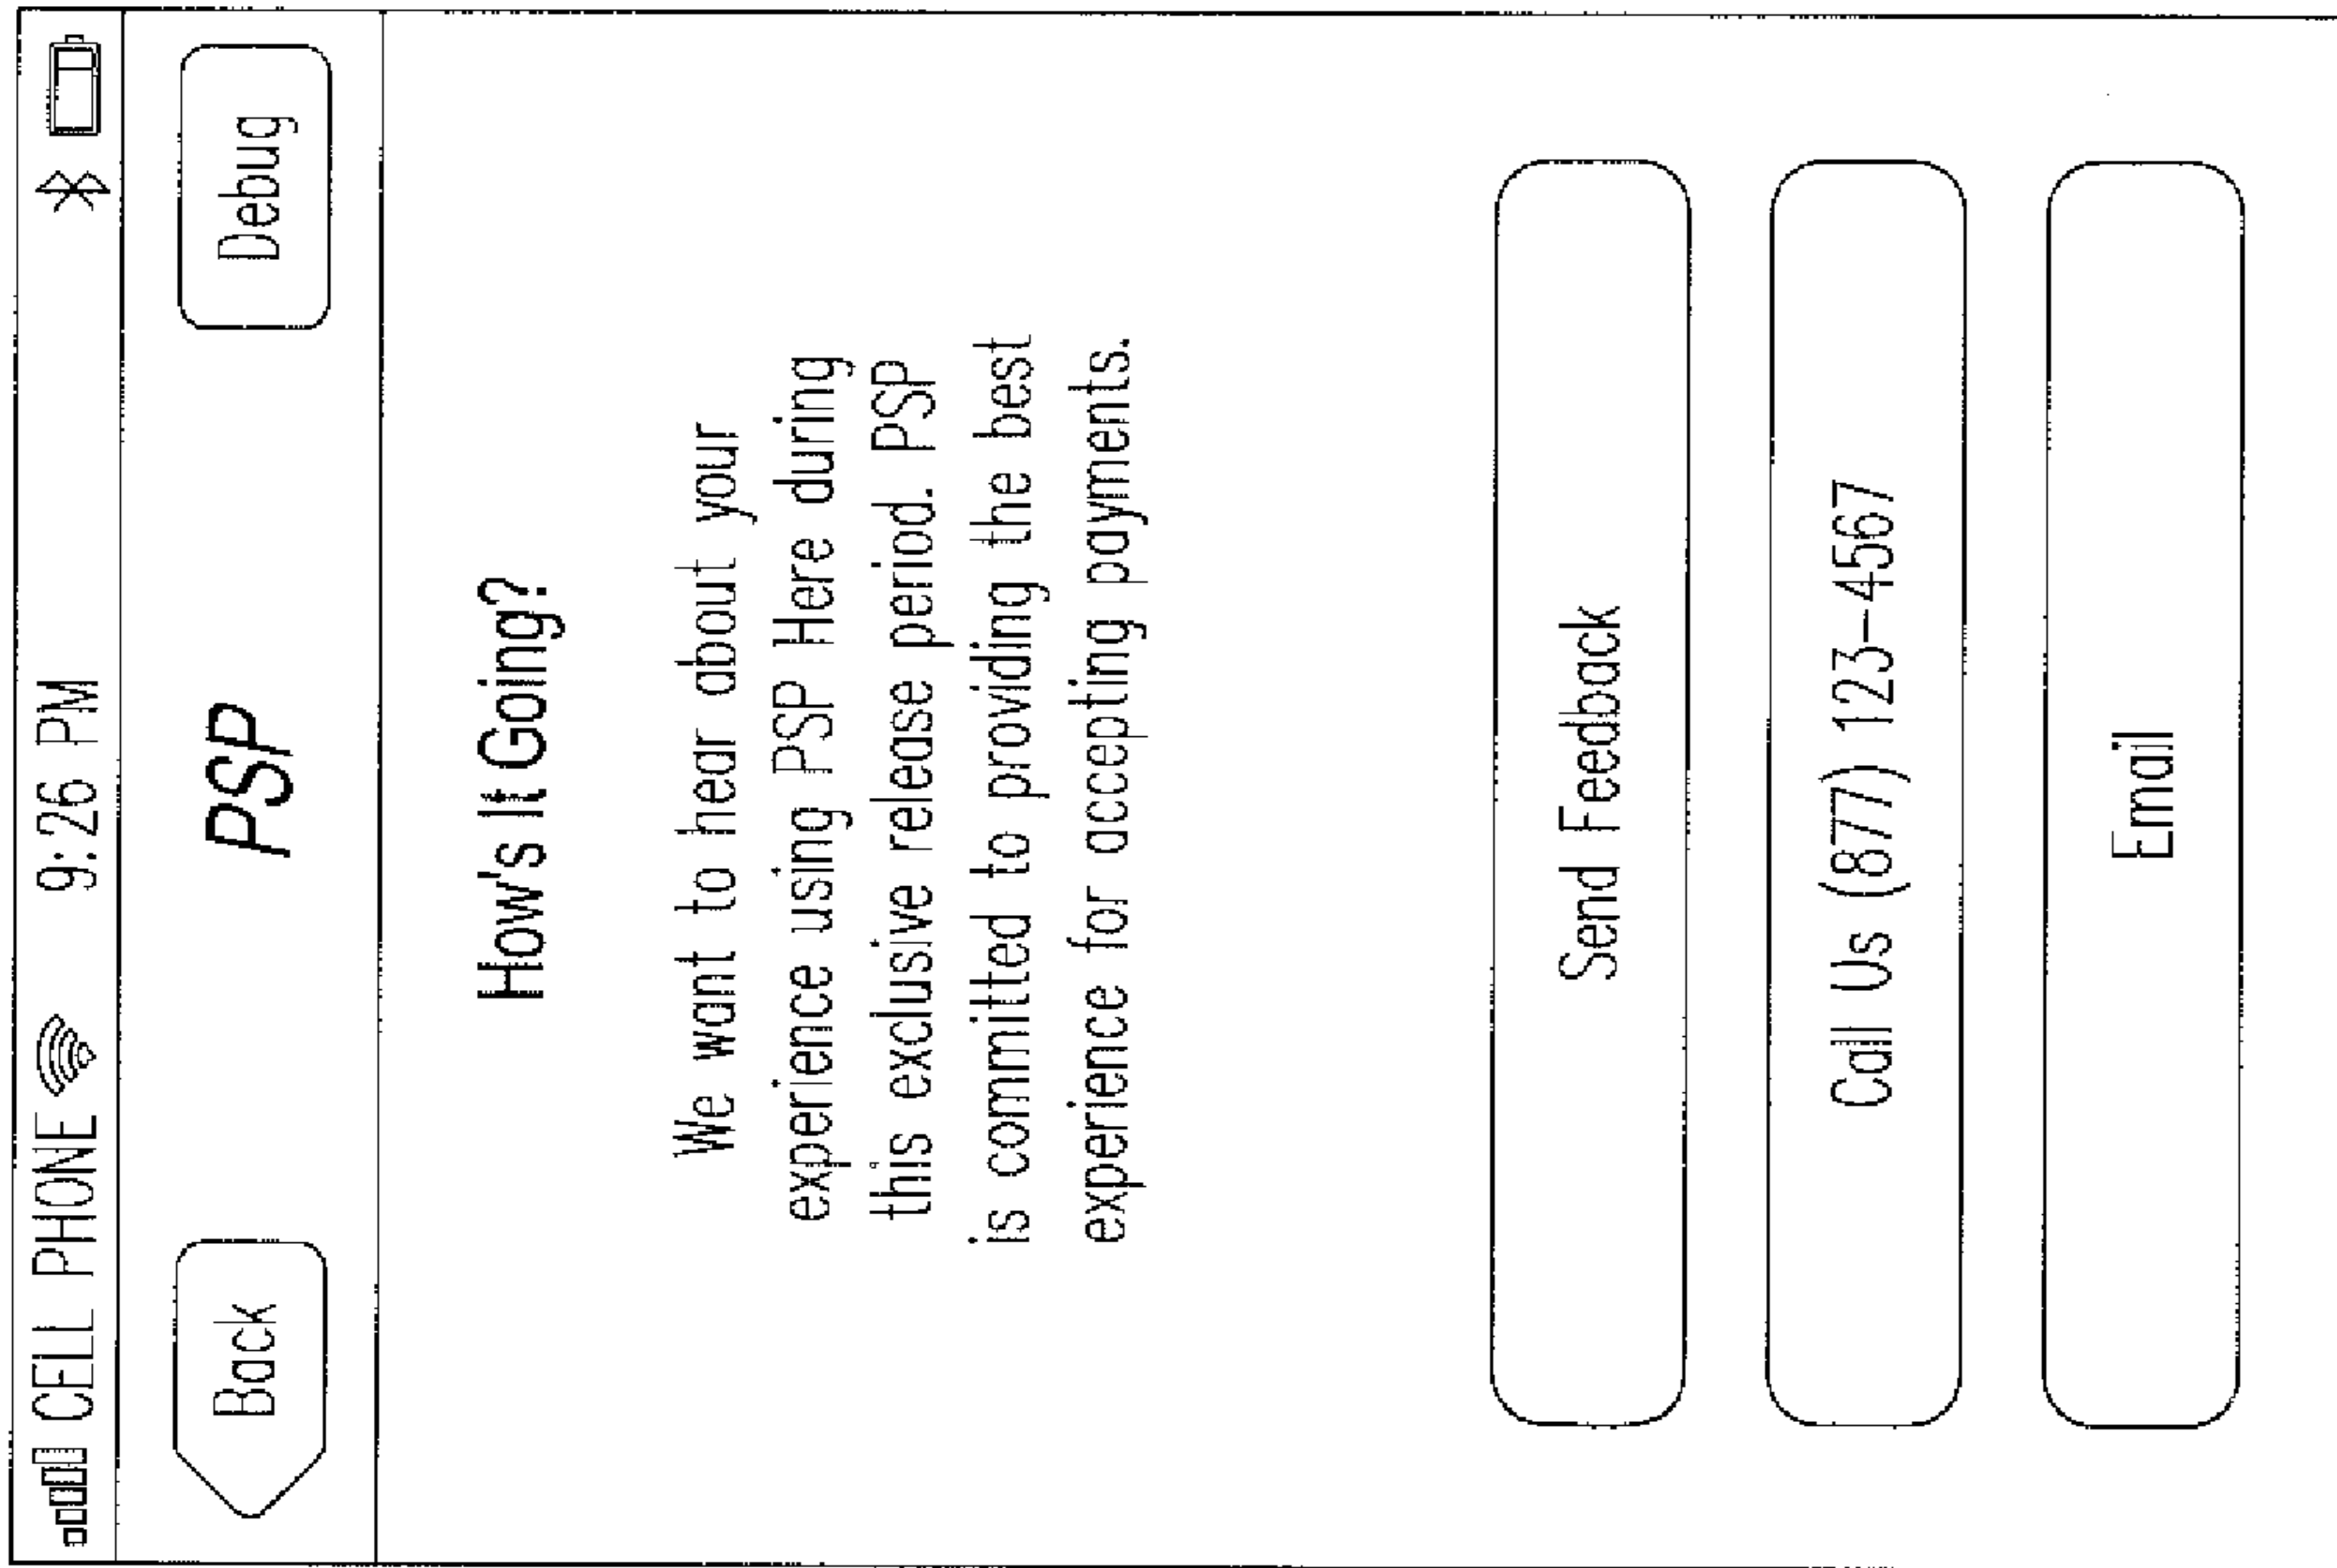 CELL PHONE 9:26 PM
Back PSP Debug
How's It Going?
We want to hear about your
experience using PSP Here during
this exclusive release period. PSP
is committed to providing the best
experience for accepting payments.
Send Feedback
Call Us (877) 123-4567
Email